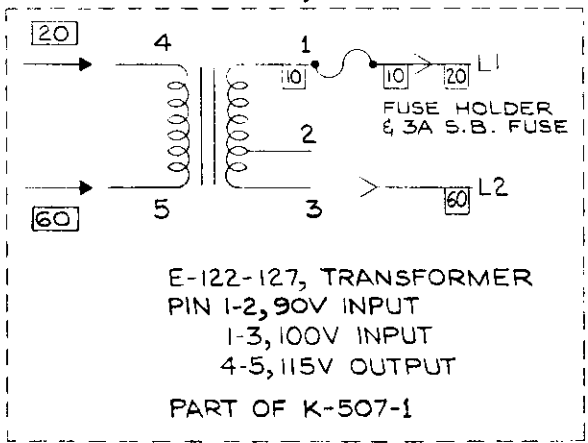 20
4
1
10
10
20
L1
FUSE HOLDER
& 3A S.B. FUSE
2
5
3
60
60
L2
E-122-127, TRANSFORMER
PIN 1-2, 90V INPUT
1-3, 100V INPUT
4-5, 115V OUTPUT
PART OF K-507-1